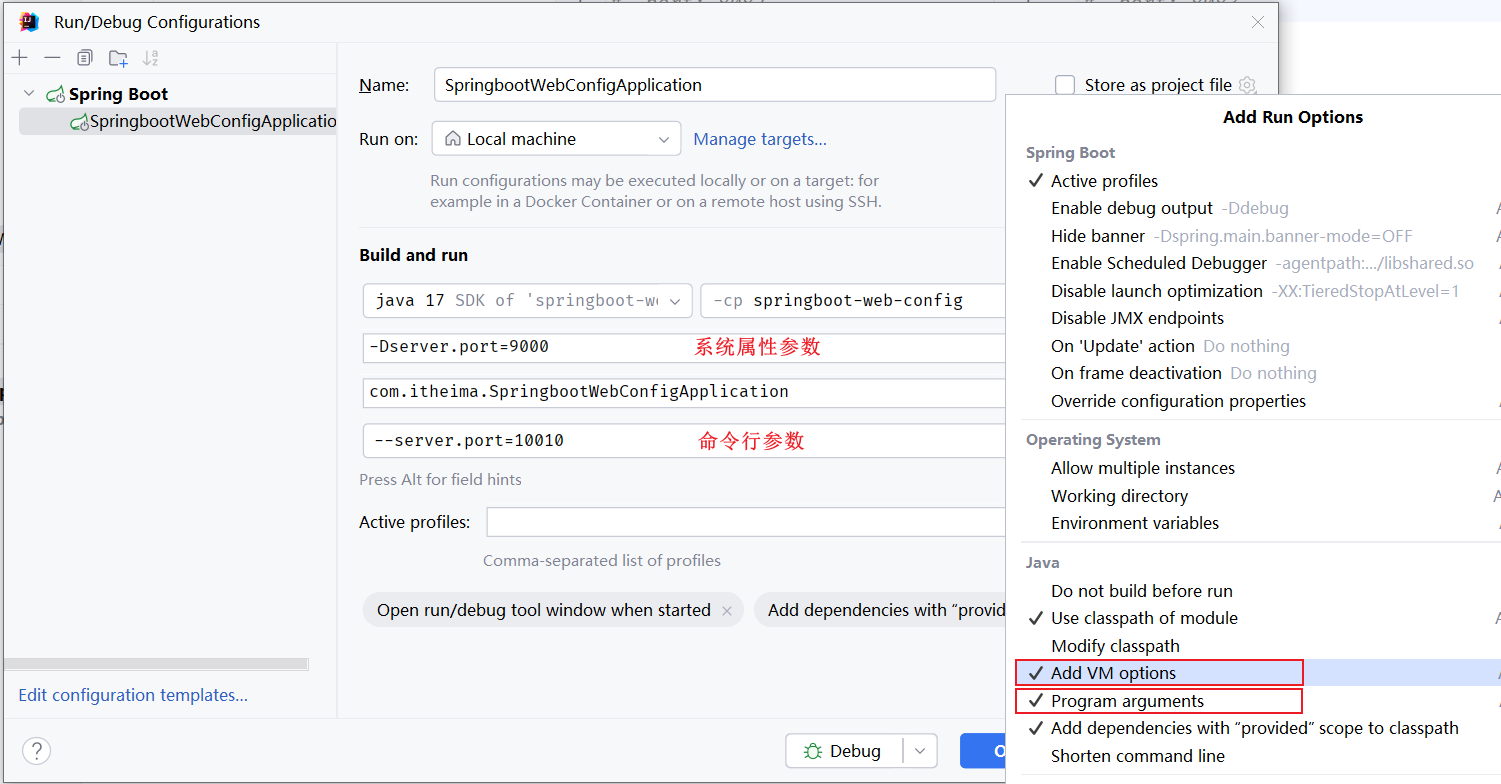 Run/Debug Configurations
Spring Boot
SpringbootWebConfigApplicatio
Name:
SpringbootWebConfigApplication
Store as project file
Run on:
Local machine
Manage targets...
Run configurations may be executed locally or on a target: for
example in a Docker Container or on a remote host using SSH.
Build and run
java 17 SDK of 'springboot-we
-cp springboot-web-config
-Dserver.port=9000
系统属性参数
com.itheima.SpringbootWebConfigApplication
--server.port=10010
命令行参数
Press Alt for field hints
Active profiles:
Comma-separated list of profiles
Open run/debug tool window when started
Add dependencies with “provid
Edit configuration templates...
?
Debug
O
Add Run Options
Spring Boot
Active profiles
Enable debug output -Ddebug
Hide banner -Dspring.main.banner-mode=OFF
Enable Scheduled Debugger -agentpath:.../libshared.so
Disable launch optimization -XX:TieredStopAtLevel=1
Disable JMX endpoints
On 'Update' action Do nothing
On frame deactivation Do nothing
Override configuration properties
Operating System
Allow multiple instances
Working directory
Environment variables
Java
Do not build before run
Use classpath of module
Modify classpath
Add VM options
Program arguments
Add dependencies with “provided” scope to classpath
Shorten command line